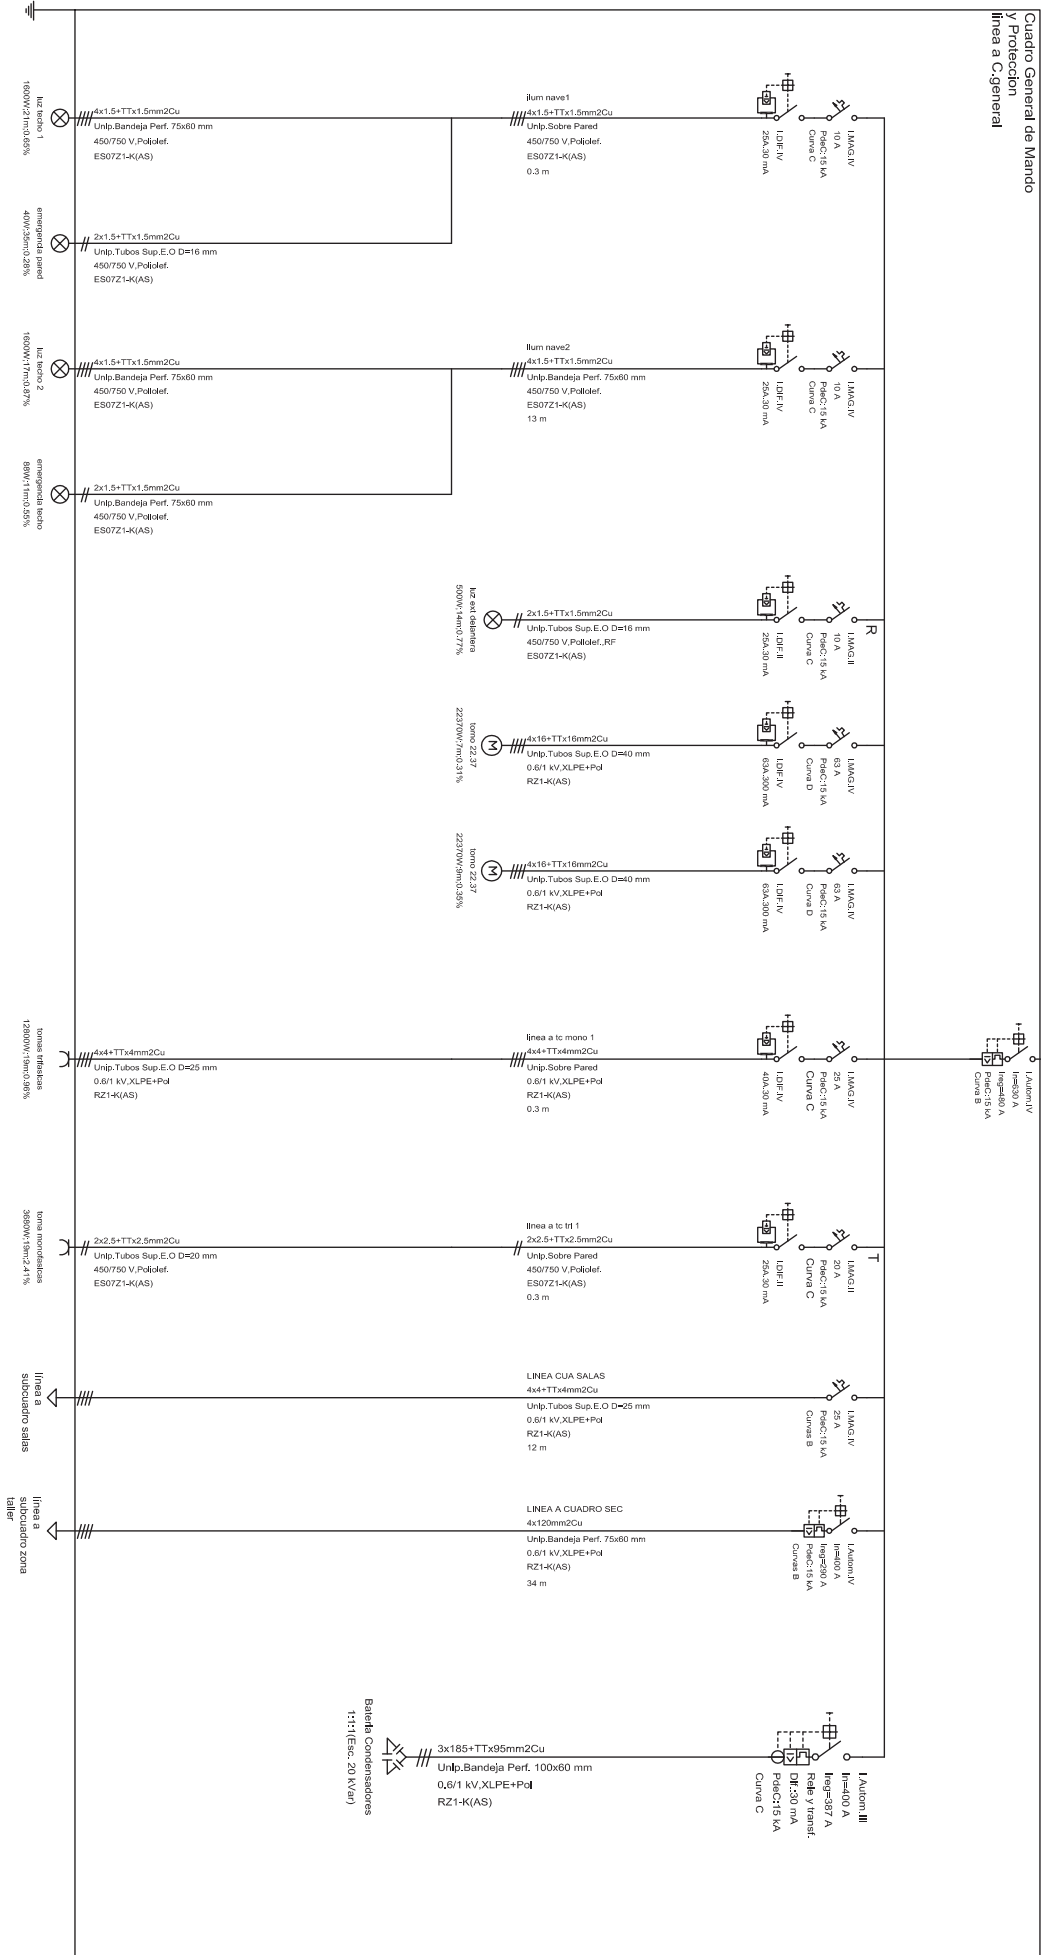 Cuadro General de Mando
y Proteccion
linea a C.general
I.Autom.IV
In=630 A
Ireg=480 A
PdeC:15 kA
Curva B
I.MAG.IV
10 A
PdeC:15 kA
Curva C
I.DIF.IV
25A.30 mA
ilum nave1
4x1.5+TTx1.5mm2Cu
Unip.Sobre Pared
450/750 V,Poliolef.
ES07Z1-K(AS)
0.3 m
4x1.5+TTx1.5mm2Cu
Unip.Bandeja Perf. 75x60 mm
450/750 V,Poliolef.
ES07Z1-K(AS)
luz techo 1
1600W;21m;0.65%
2x1.5+TTx1.5mm2Cu
Unip.Tubos Sup.E.O D=16 mm
450/750 V,Poliolef.
ES07Z1-K(AS)
emergencia pared
40W;35m;0.28%
I.MAG.IV
10 A
PdeC:15 kA
Curva C
I.DIF.IV
25A.30 mA
Ilum nave2
4x1.5+TTx1.5mm2Cu
Unip.Bandeja Perf. 75x60 mm
450/750 V,Poliolef.
ES07Z1-K(AS)
13 m
4x1.5+TTx1.5mm2Cu
Unip.Bandeja Perf. 75x60 mm
450/750 V,Poliolef.
ES07Z1-K(AS)
luz techo 2
1600W;17m;0.87%
2x1.5+TTx1.5mm2Cu
Unip.Bandeja Perf. 75x60 mm
450/750 V,Poliolef.
ES07Z1-K(AS)
emergencia techo
88W;11m;0.55%
R
I.MAG.II
10 A
PdeC:15 kA
Curva C
I.DIF.II
25A.30 mA
2x1.5+TTx1.5mm2Cu
Unip.Tubos Sup.E.O D=16 mm
450/750 V,Poliolef.,RF
ES07Z1-K(AS)
luz ext delantera
500W;14m;0.77%
I.MAG.IV
63 A
PdeC:15 kA
Curva D
I.DIF.IV
63A.300 mA
4x16+TTx16mm2Cu
Unip.Tubos Sup.E.O D=40 mm
0.6/1 kV,XLPE+Pol
RZ1-K(AS)
M
torno 22.37
22370W;7m;0.31%
I.MAG.IV
63 A
PdeC:15 kA
Curva D
I.DIF.IV
63A.300 mA
4x16+TTx16mm2Cu
Unip.Tubos Sup.E.O D=40 mm
0.6/1 kV,XLPE+Pol
RZ1-K(AS)
M
torno 22.37
22370W;9m;0.35%
I.MAG.IV
25 A
PdeC:15 kA
Curva C
I.DIF.IV
40A.30 mA
linea a tc mono 1
4x4+TTx4mm2Cu
Unip.Sobre Pared
0.6/1 kV,XLPE+Pol
RZ1-K(AS)
0.3 m
4x4+TTx4mm2Cu
Unip.Tubos Sup.E.O D=25 mm
0.6/1 kV,XLPE+Pol
RZ1-K(AS)
tomas trifasicas
12800W;19m;0.96%
T
I.MAG.II
20 A
PdeC:15 kA
Curva C
I.DIF.II
25A.30 mA
linea a tc tri 1
2x2.5+TTx2.5mm2Cu
Unip.Sobre Pared
450/750 V,Poliolef.
ES07Z1-K(AS)
0.3 m
2x2.5+TTx2.5mm2Cu
Unip.Tubos Sup.E.O D=20 mm
450/750 V,Poliolef.
ES07Z1-K(AS)
toma monofasicas
3680W;19m;2.41%
I.MAG.IV
25 A
PdeC:15 kA
Curvas B
LINEA CUA SALAS
4x4+TTx4mm2Cu
Unip.Tubos Sup.E.O D=25 mm
0.6/1 kV,XLPE+Pol
RZ1-K(AS)
12 m
línea a
subcuadro salas
I.Autom.IV
In=400 A
Ireg=290 A
PdeC:15 kA
Curvas B
LINEA A CUADRO SEC
4x120mm2Cu
Unip.Bandeja Perf. 75x60 mm
0.6/1 kV,XLPE+Pol
RZ1-K(AS)
34 m
línea a
subcuadro zona
taller
I.Autom.III
In=400 A
Ireg=387 A
Rele y transf.
Dif.:30 mA
PdeC:15 kA
Curva C
3x185+TTx95mm2Cu
Unip.Bandeja Perf. 100x60 mm
0.6/1 kV,XLPE+Pol
RZ1-K(AS)
Bateria Condensadores
1:1:1(Esc. 20 kVar)